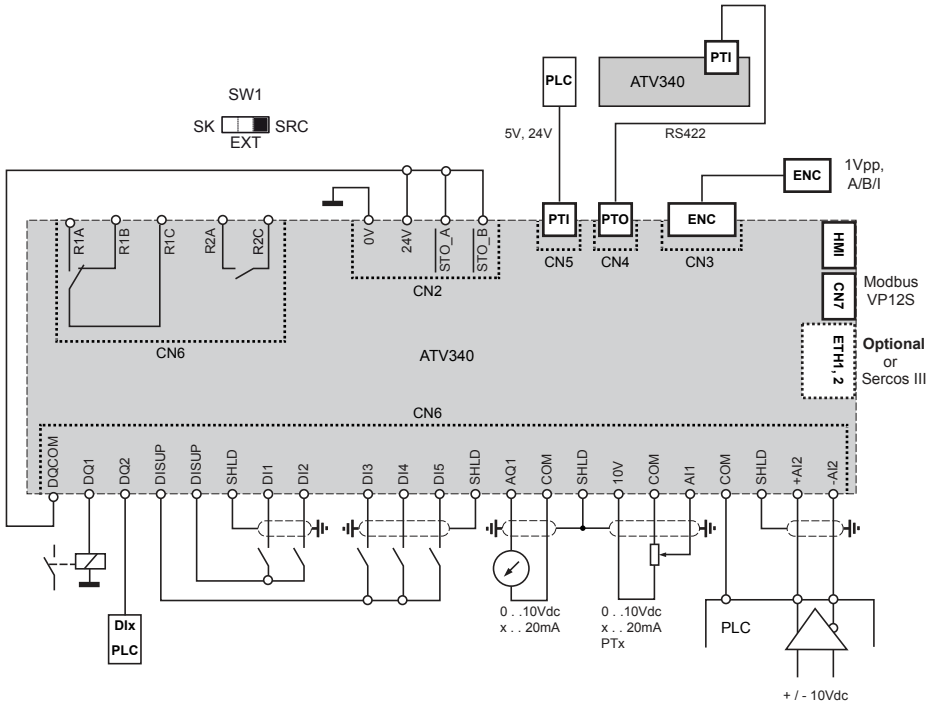 PTI
PLC
ATV340
SW1
SK SRC
EXT
5V, 24V
RS422
ENC
1Vpp,
A/B/I
R1A
R1B
R1C
R2A
R2C
0V
24V
STO_A
STO_B
PTI
PTO
ENC
CN2
CN5
CN4
CN3
HMI
CN7
Modbus
VP12S
ETH1, 2
Optional
or
Sercos III
CN6
ATV340
CN6
DQCOM
DQ1
DQ2
DISUP
DISUP
SHLD
DI1
DI2
DI3
DI4
DI5
SHLD
AQ1
COM
SHLD
10V
COM
AI1
COM
SHLD
+AI2
-AI2
0 . .10Vdc
x . . 20mA
0 . .10Vdc
x . . 20mA
PTx
DIx
PLC
PLC
+ / - 10Vdc